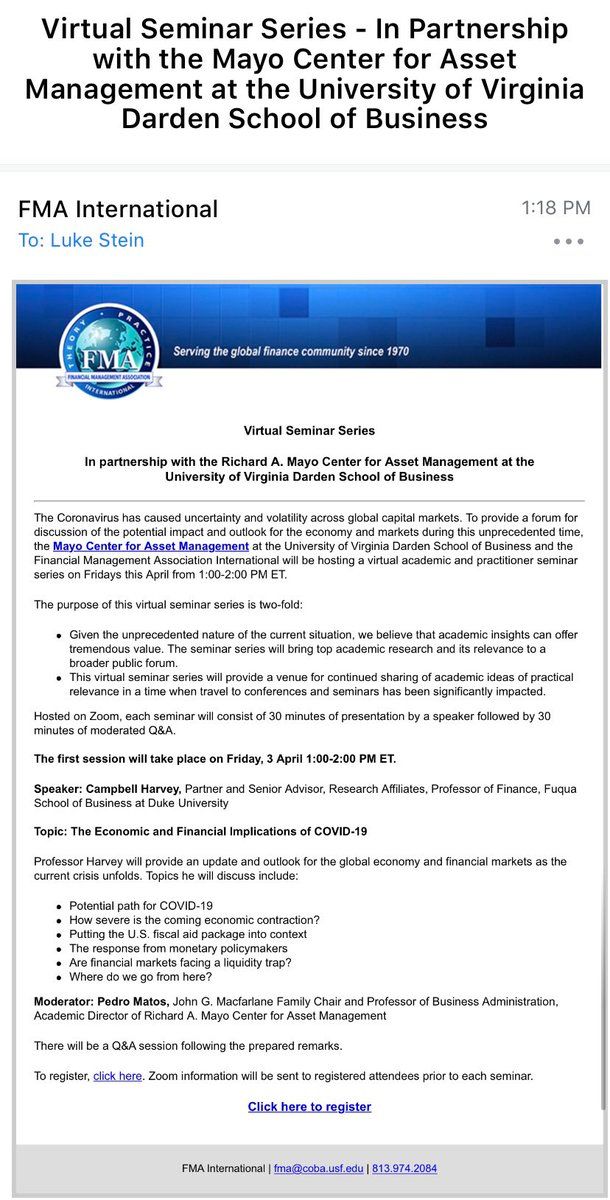 Virtual Seminar Series - In Partnership
with the Mayo Center for Asset
Management at the University of Virginia
Darden School of Business
FMA International
1:18 PM
To: Luke Stein
THEORY • PRACTICE
FMA
FINANCIAL MANAGEMENT ASSOCIATION
INTERNATIONAL
Serving the global finance community since 1970
Virtual Seminar Series
In partnership with the Richard A. Mayo Center for Asset Management at the
University of Virginia Darden School of Business
The Coronavirus has caused uncertainty and volatility across global capital markets. To provide a forum for
discussion of the potential impact and outlook for the economy and markets during this unprecedented time,
the Mayo Center for Asset Management at the University of Virginia Darden School of Business and the
Financial Management Association International will be hosting a virtual academic and practitioner seminar
series on Fridays this April from 1:00-2:00 PM ET.
The purpose of this virtual seminar series is two-fold:
• Given the unprecedented nature of the current situation, we believe that academic insights can offer
tremendous value. The seminar series will bring top academic research and its relevance to a
broader public forum.
• This virtual seminar series will provide a venue for continued sharing of academic ideas of practical
relevance in a time when travel to conferences and seminars has been significantly impacted.
Hosted on Zoom, each seminar will consist of 30 minutes of presentation by a speaker followed by 30
minutes of moderated Q&A.
The first session will take place on Friday, 3 April 1:00-2:00 PM ET.
Speaker: Campbell Harvey, Partner and Senior Advisor, Research Affiliates, Professor of Finance, Fuqua
School of Business at Duke University
Topic: The Economic and Financial Implications of COVID-19
Professor Harvey will provide an update and outlook for the global economy and financial markets as the
current crisis unfolds. Topics he will discuss include:
• Potential path for COVID-19
• How severe is the coming economic contraction?
• Putting the U.S. fiscal aid package into context
• The response from monetary policymakers
• Are financial markets facing a liquidity trap?
• Where do we go from here?
Moderator: Pedro Matos, John G. Macfarlane Family Chair and Professor of Business Administration,
Academic Director of Richard A. Mayo Center for Asset Management
There will be a Q&A session following the prepared remarks.
To register, click here. Zoom information will be sent to registered attendees prior to each seminar.
Click here to register
FMA International | fma@coba.usf.edu | 813.974.2084